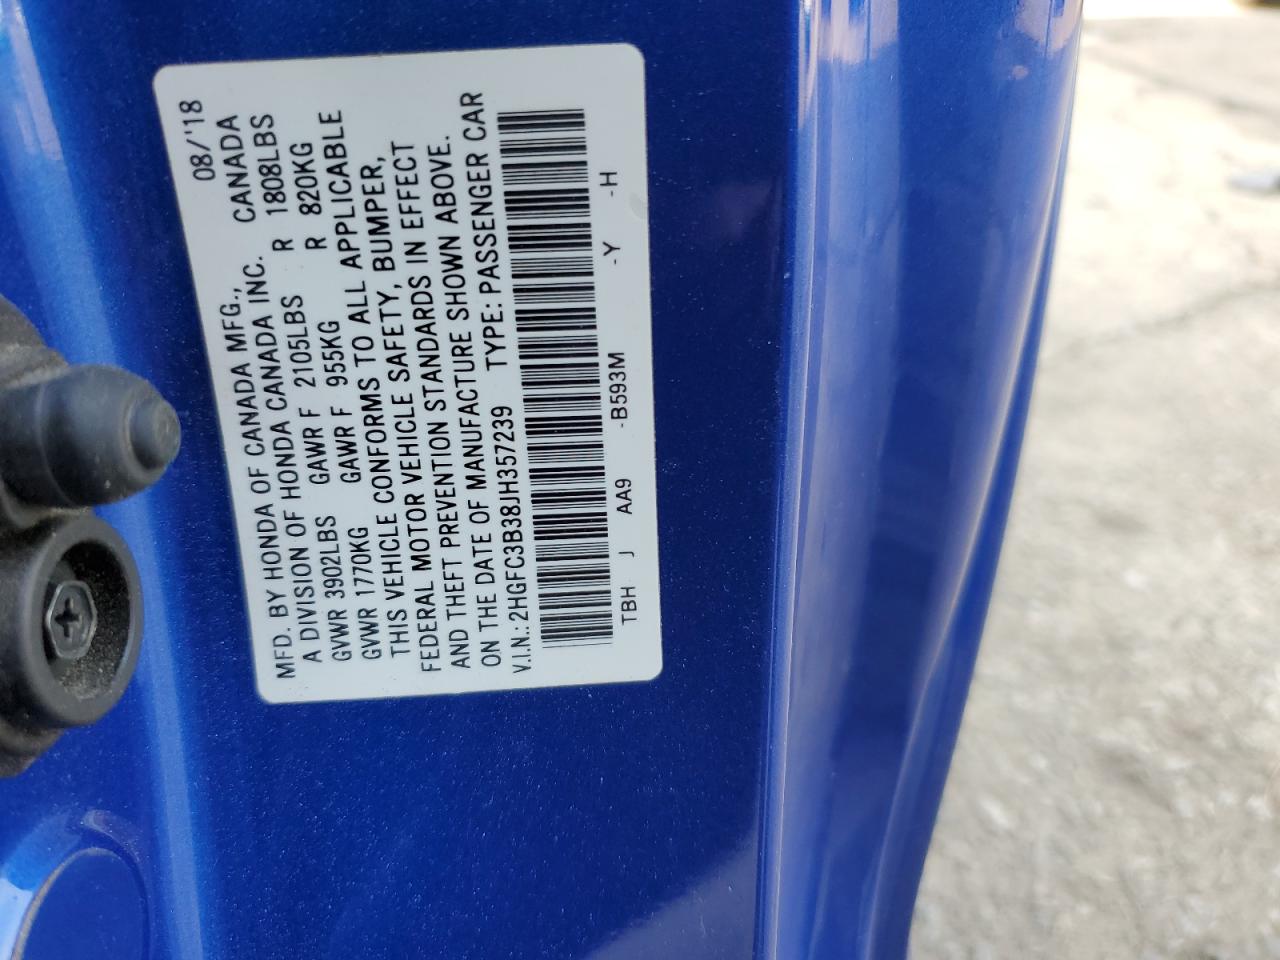 MFD. BY HONDA OF CANADA MFG., CANADA 08/'18
A DIVISION OF HONDA CANADA INC.
GVWR 3902LBS GAWR F 2105LBS R 1808LBS
GVWR 1770KG GAWR F 955KG R 820KG
THIS VEHICLE CONFORMS TO ALL APPLICABLE
FEDERAL MOTOR VEHICLE SAFETY, BUMPER,
AND THEFT PREVENTION STANDARDS IN EFFECT
ON THE DATE OF MANUFACTURE SHOWN ABOVE.
V.I.N.: 2HGFC3B38JH357239 TYPE: PASSENGER CAR
TBH J AA9 -B593M -Y -H